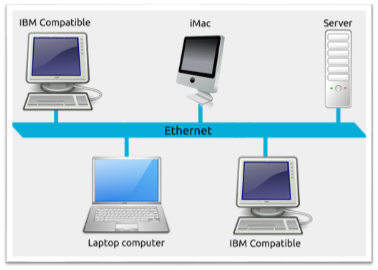 IBM Compatible
iMac
Server
Ethernet
Laptop computer
IBM Compatible